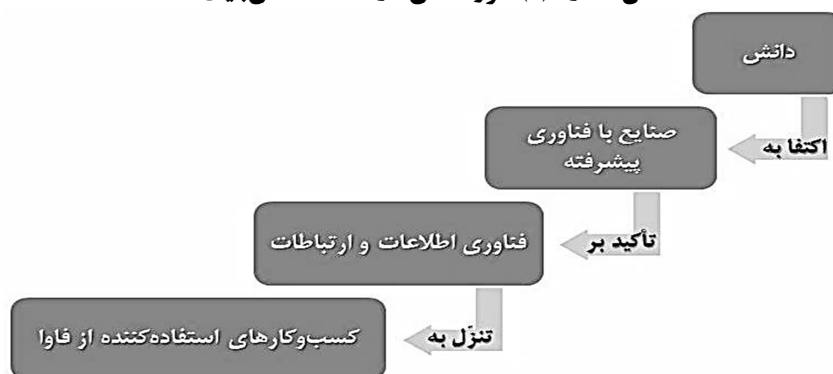 دانش
اکتفا به
صنایع با فناوری
پیشرفته
تأکید بر
فناوری اطلاعات و ارتباطات
تنزّل به
کسب‌وکارهای استفاده‌کننده از فاوا